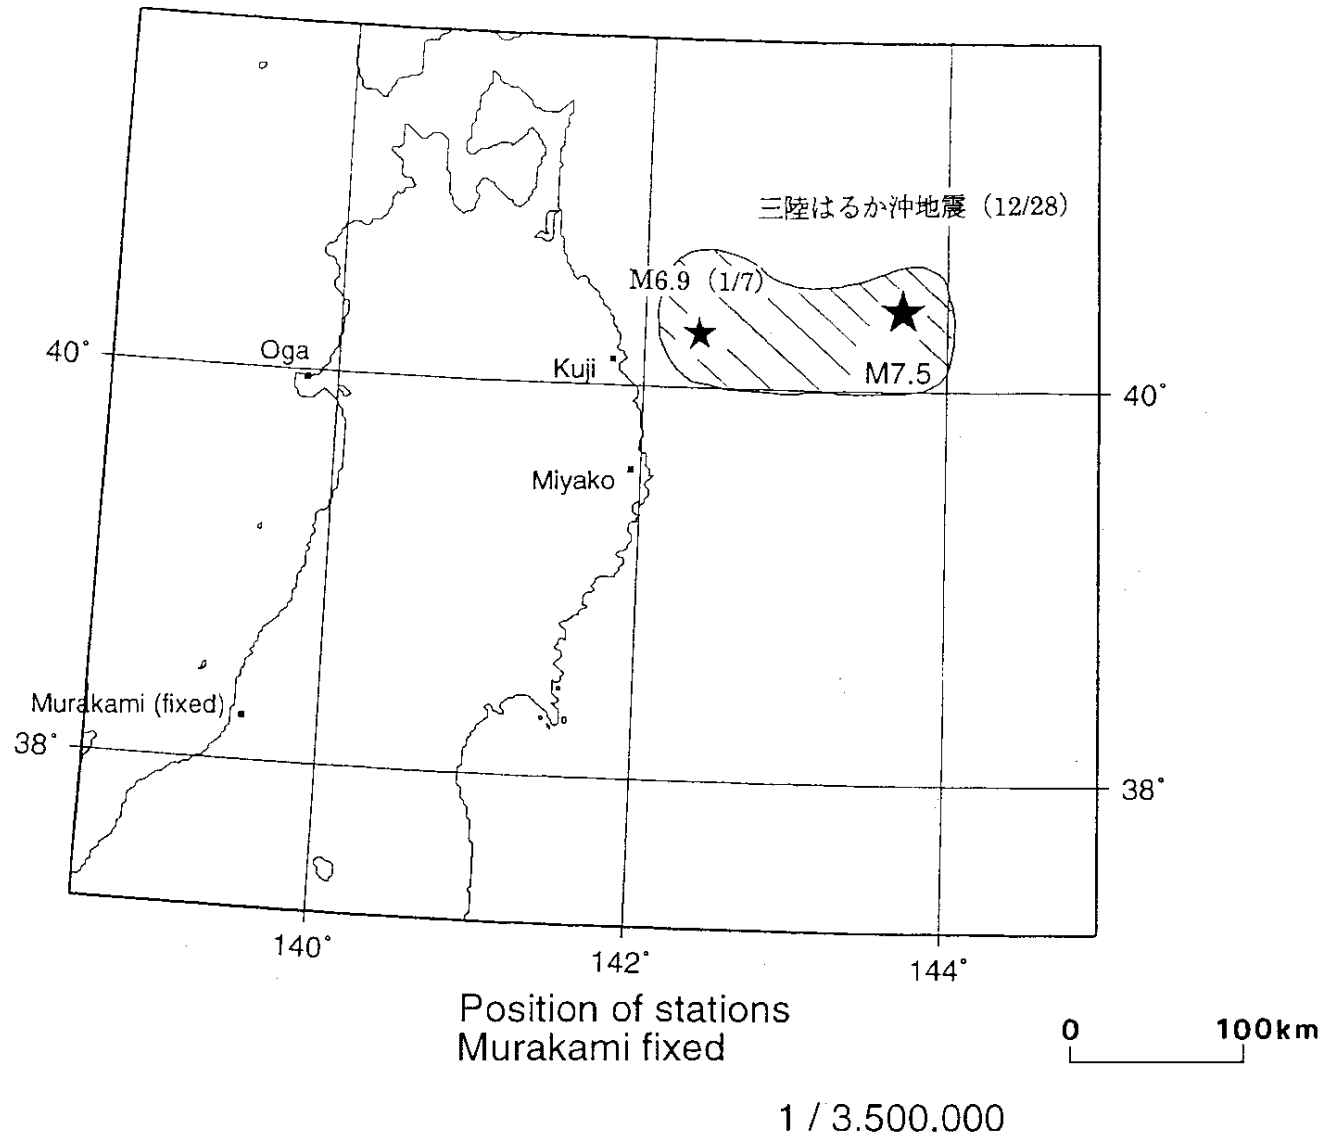 三陸はるか沖地震（12/28）
M6.9（1/7）
40°
Oga
Kuji
M7.5
40°
Miyako
Murakami (fixed)
38°
38°
140°
142°
144°
Position of stations
Murakami fixed
0 100km
1 / 3.500.000